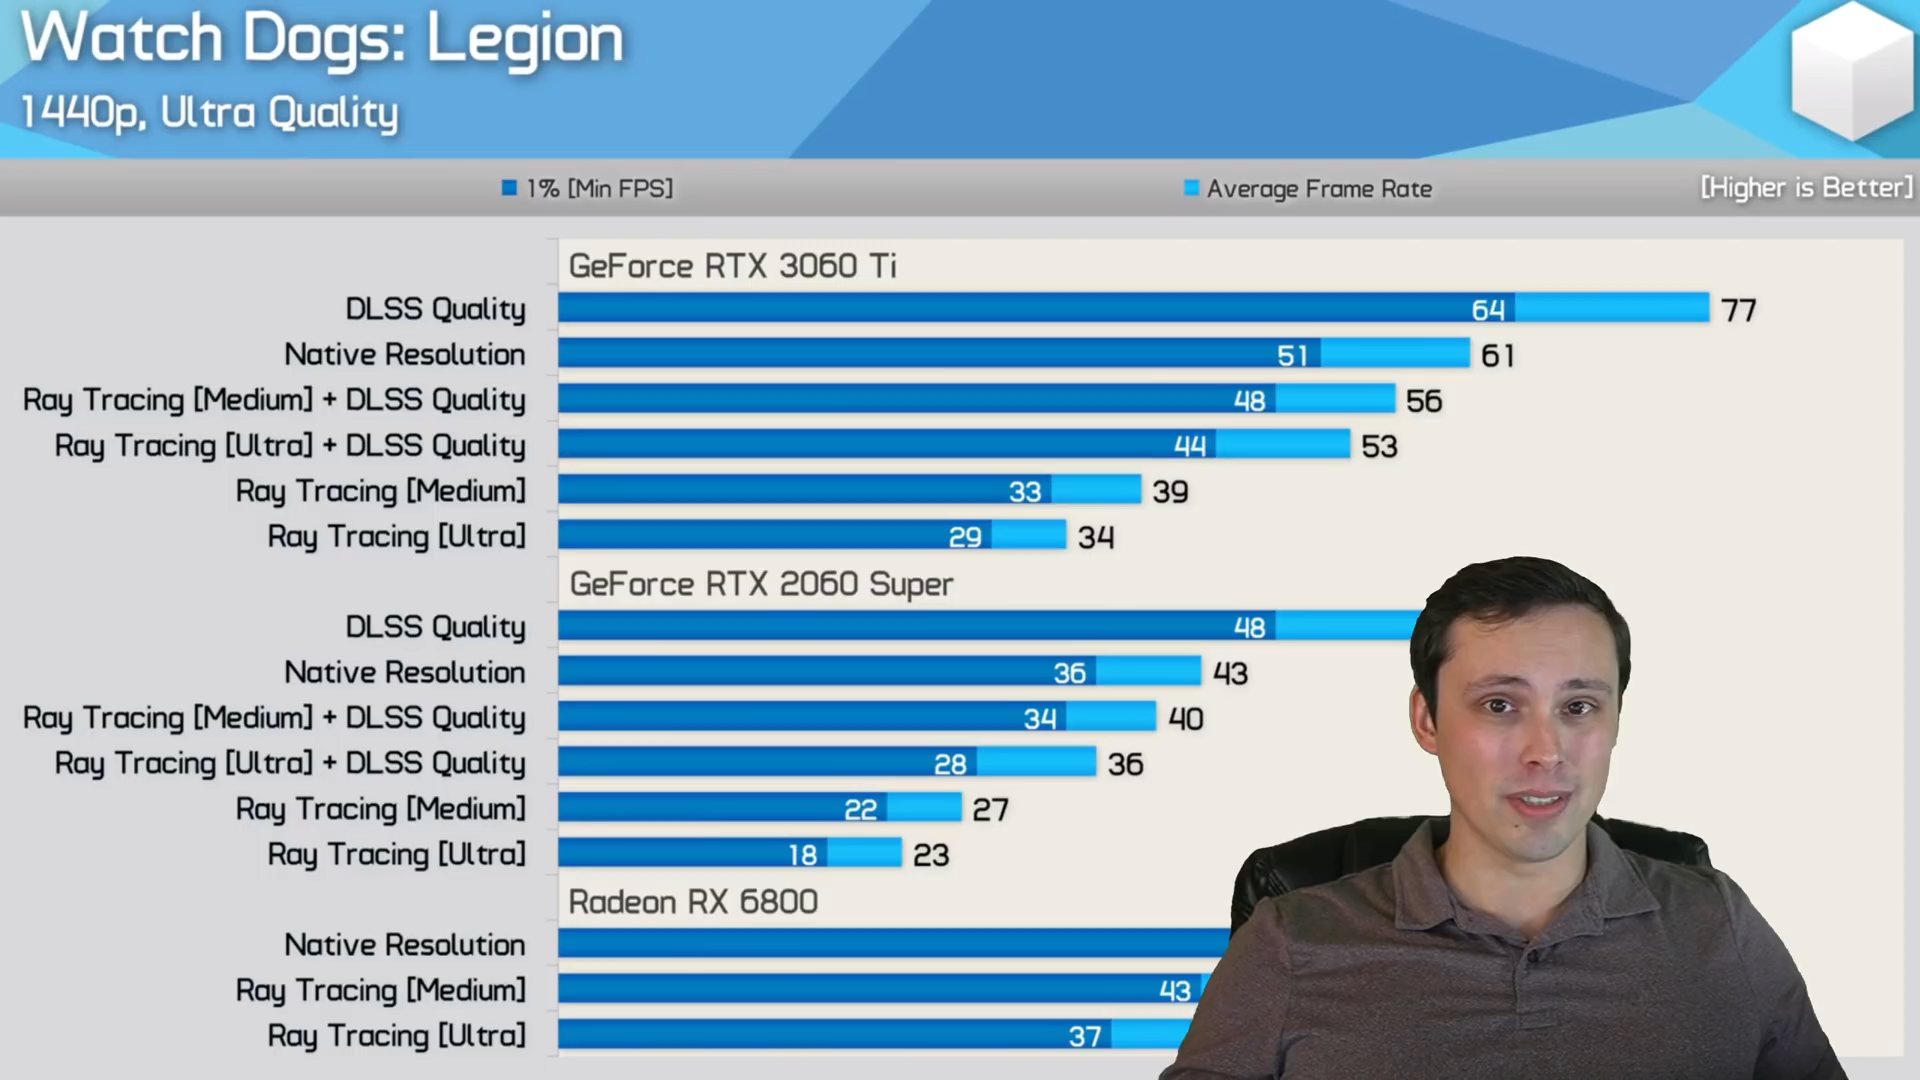 Watch Dogs: Legion
1440p, Ultra Quality
1% [Min FPS] Average Frame Rate [Higher is Better]
GeForce RTX 3060 Ti
DLSS Quality 64 77
Native Resolution 51 61
Ray Tracing [Medium] + DLSS Quality 48 56
Ray Tracing [Ultra] + DLSS Quality 44 53
Ray Tracing [Medium] 33 39
Ray Tracing [Ultra] 29 34
GeForce RTX 2060 Super
DLSS Quality 48
Native Resolution 36 43
Ray Tracing [Medium] + DLSS Quality 34 40
Ray Tracing [Ultra] + DLSS Quality 28 36
Ray Tracing [Medium] 22 27
Ray Tracing [Ultra] 18 23
Radeon RX 6800
Native Resolution
Ray Tracing [Medium] 43
Ray Tracing [Ultra] 37